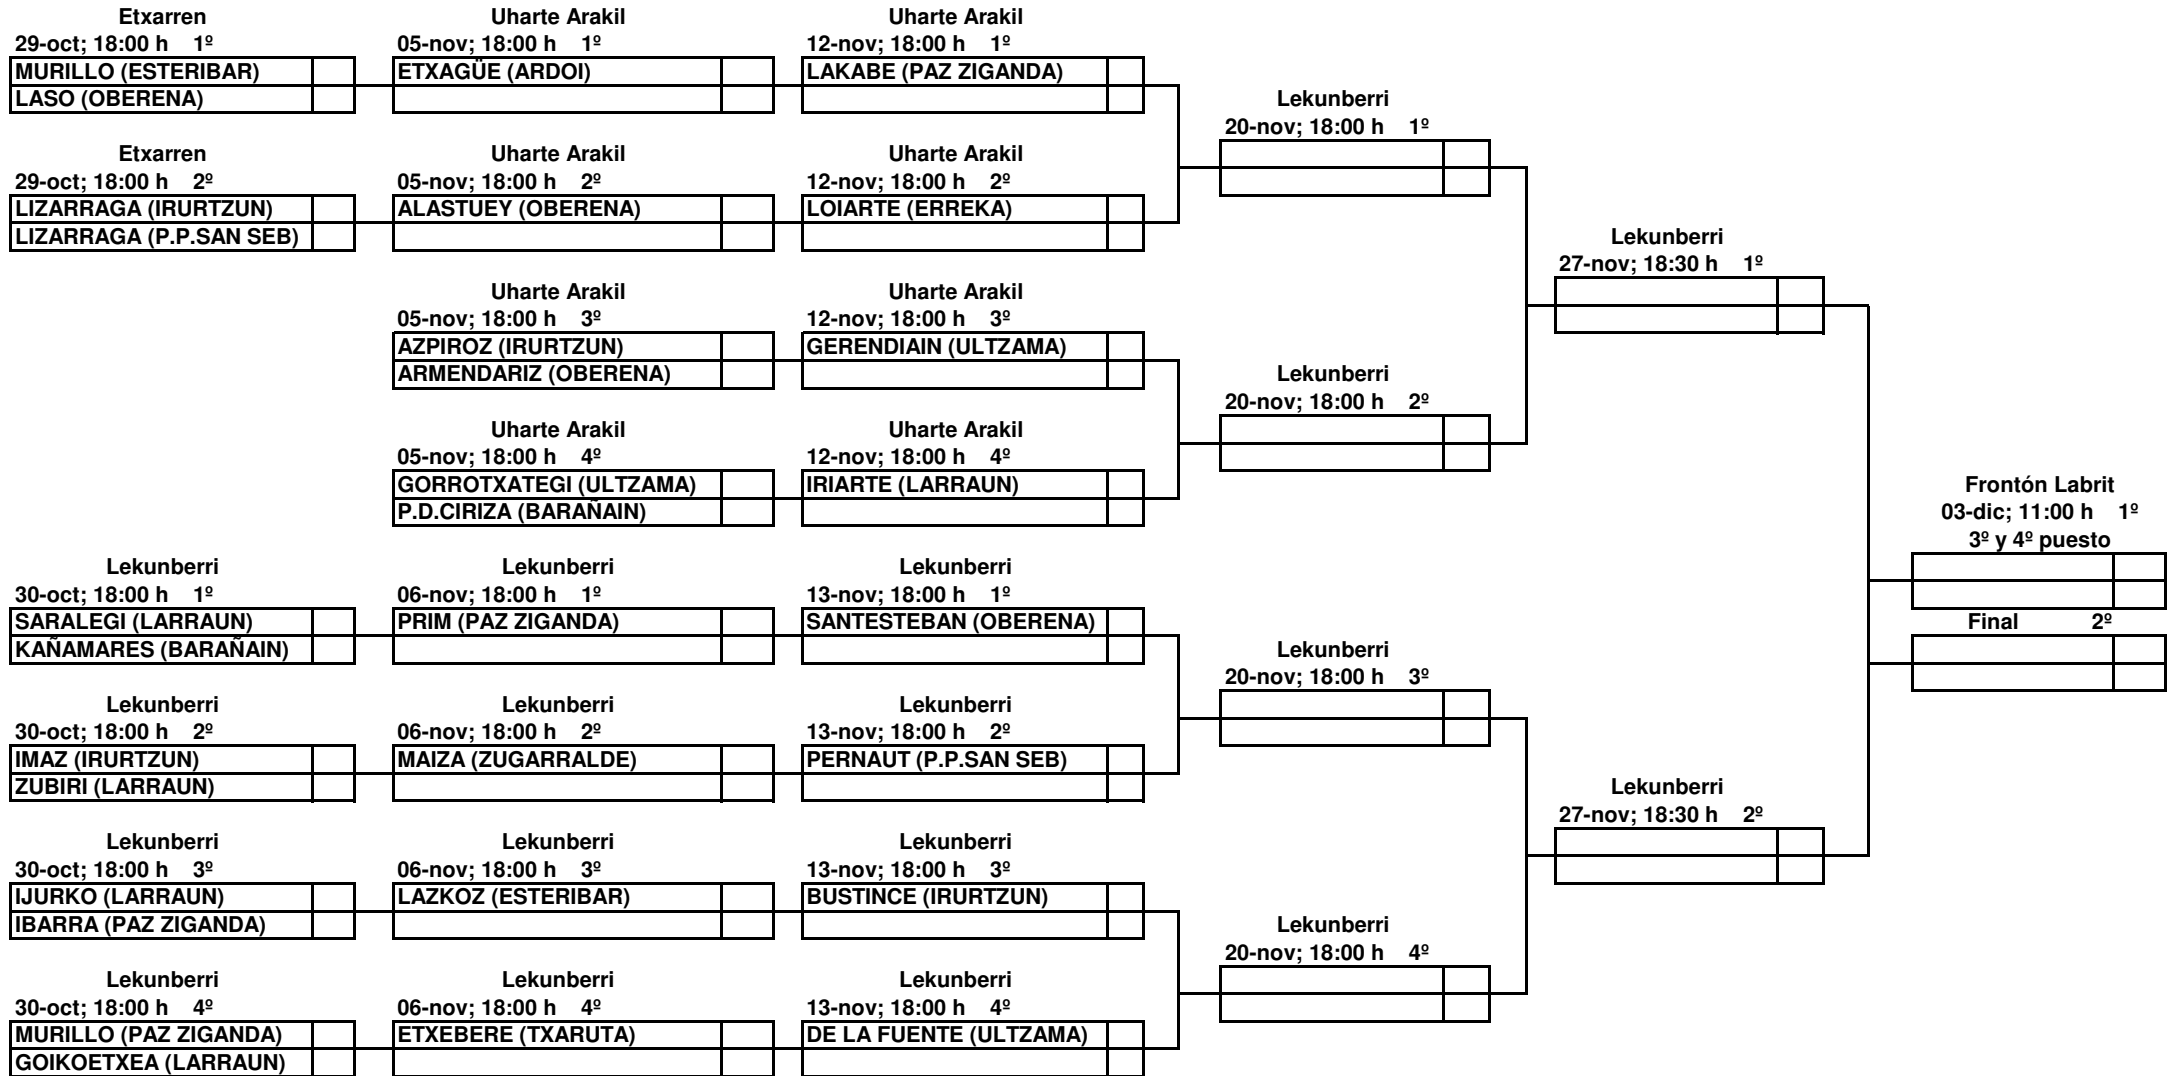 Etxarren
29-oct; 18:00 h 1º
MURILLO (ESTERIBAR)
LASO (OBERENA)
Etxarren
29-oct; 18:00 h 2º
LIZARRAGA (IRURTZUN)
LIZARRAGA (P.P.SAN SEB)
Lekunberri
30-oct; 18:00 h 1º
SARALEGI (LARRAUN)
KAÑAMARES (BARAÑAIN)
Lekunberri
30-oct; 18:00 h 2º
IMAZ (IRURTZUN)
ZUBIRI (LARRAUN)
Lekunberri
30-oct; 18:00 h 3º
IJURKO (LARRAUN)
IBARRA (PAZ ZIGANDA)
Lekunberri
30-oct; 18:00 h 4º
MURILLO (PAZ ZIGANDA)
GOIKOETXEA (LARRAUN)
Uharte Arakil
05-nov; 18:00 h 1º
ETXAGÜE (ARDOI)
Uharte Arakil
05-nov; 18:00 h 2º
ALASTUEY (OBERENA)
Uharte Arakil
05-nov; 18:00 h 3º
AZPIROZ (IRURTZUN)
ARMENDARIZ (OBERENA)
Uharte Arakil
05-nov; 18:00 h 4º
GORROTXATEGI (ULTZAMA)
P.D.CIRIZA (BARAÑAIN)
Lekunberri
06-nov; 18:00 h 1º
PRIM (PAZ ZIGANDA)
Lekunberri
06-nov; 18:00 h 2º
MAIZA (ZUGARRALDE)
Lekunberri
06-nov; 18:00 h 3º
LAZKOZ (ESTERIBAR)
Lekunberri
06-nov; 18:00 h 4º
ETXEBERE (TXARUTA)
Uharte Arakil
12-nov; 18:00 h 1º
LAKABE (PAZ ZIGANDA)
Uharte Arakil
12-nov; 18:00 h 2º
LOIARTE (ERREKA)
Uharte Arakil
12-nov; 18:00 h 3º
GERENDIAIN (ULTZAMA)
Uharte Arakil
12-nov; 18:00 h 4º
IRIARTE (LARRAUN)
Lekunberri
13-nov; 18:00 h 1º
SANTESTEBAN (OBERENA)
Lekunberri
13-nov; 18:00 h 2º
PERNAUT (P.P.SAN SEB)
Lekunberri
13-nov; 18:00 h 3º
BUSTINCE (IRURTZUN)
Lekunberri
13-nov; 18:00 h 4º
DE LA FUENTE (ULTZAMA)
Lekunberri
20-nov; 18:00 h 1º
Lekunberri
20-nov; 18:00 h 2º
Lekunberri
20-nov; 18:00 h 3º
Lekunberri
20-nov; 18:00 h 4º
Lekunberri
27-nov; 18:30 h 1º
Lekunberri
27-nov; 18:30 h 2º
Frontón Labrit
03-dic; 11:00 h 1º
3º y 4º puesto
Final 2º